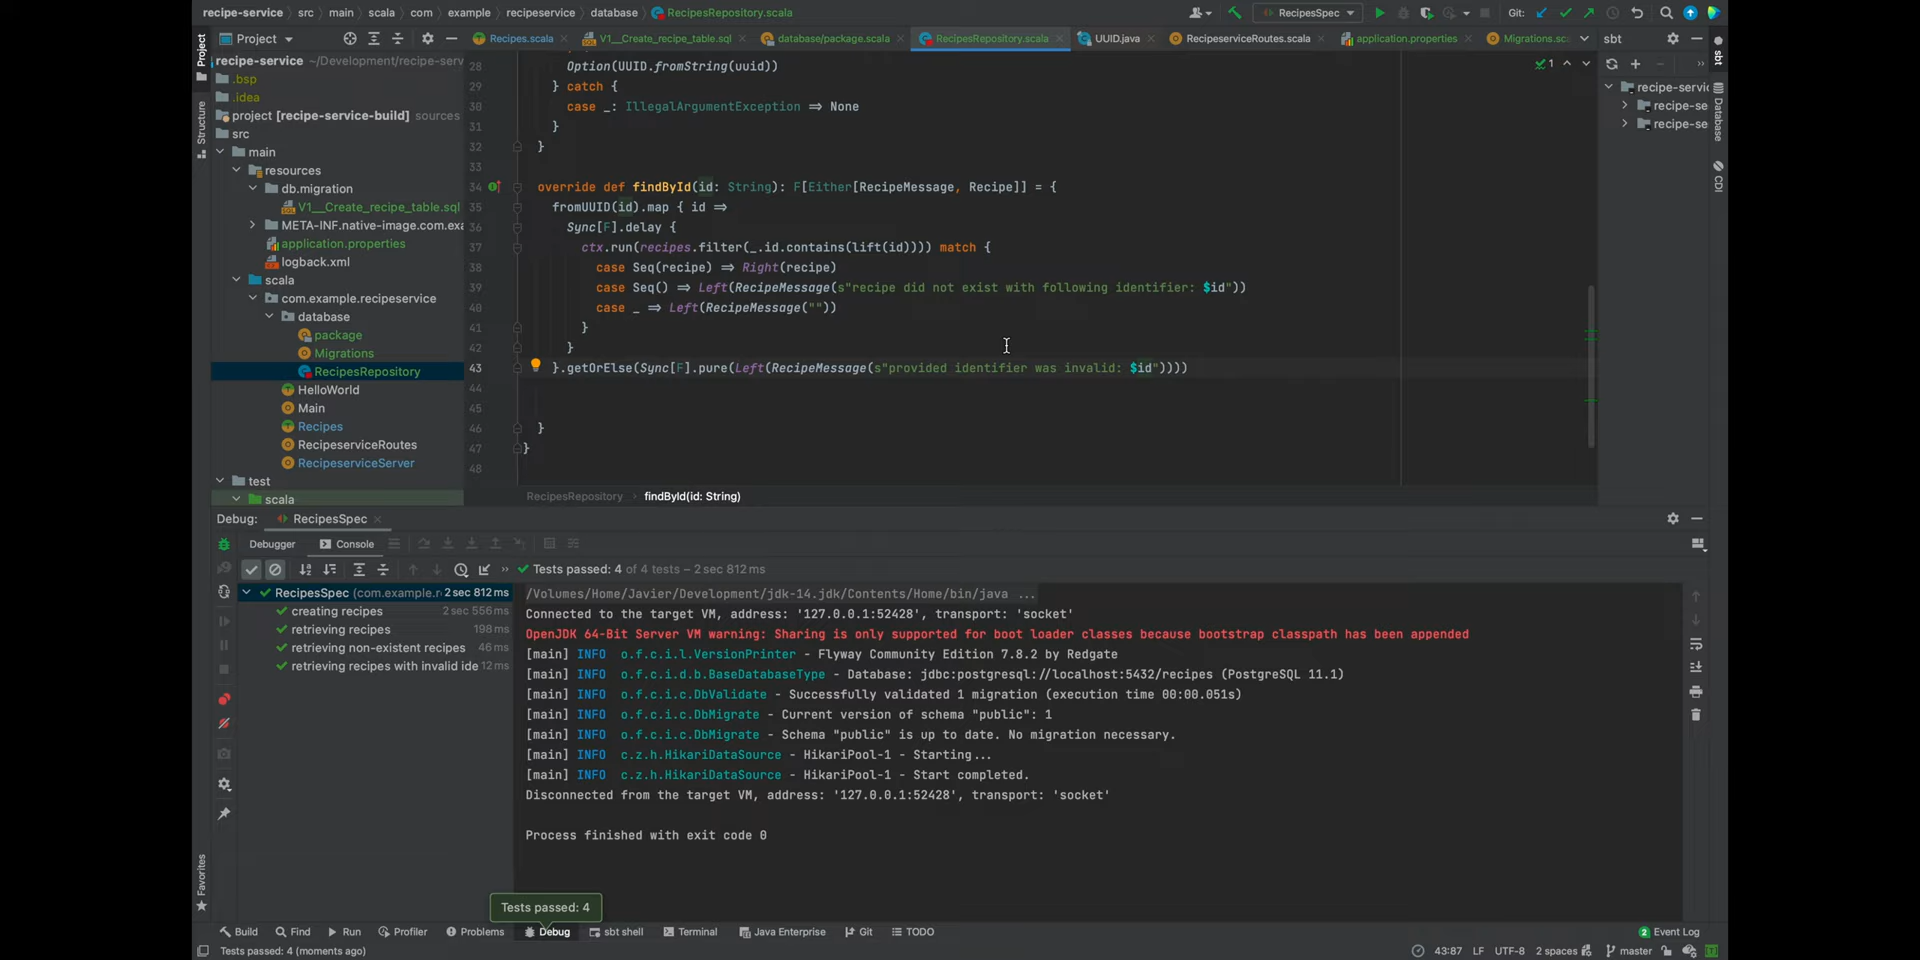 recipe-service src main scala com example recipeservice database RecipesRepository.scala
RecipesSpec
Git:
Project
Recipes.scala
V1__Create_recipe_table.sql
database/package.scala
RecipesRepository.scala
UUID.java
RecipeserviceRoutes.scala
application.properties
Migrations.sc
sbt
Project
Structure
Favorites
recipe-service ~/Development/recipe-serv
.bsp
.idea
project [recipe-service-build] sources
src
main
resources
db.migration
V1__Create_recipe_table.sql
META-INF.native-image.com.exa
application.properties
logback.xml
scala
com.example.recipeservice
database
package
Migrations
RecipesRepository
HelloWorld
Main
Recipes
RecipeserviceRoutes
RecipeserviceServer
test
scala
28 Option(UUID.fromString(uuid))
29 } catch {
30 case _: IllegalArgumentException ⇒ None
31 }
32 }
33
34 override def findById(id: String): F[Either[RecipeMessage, Recipe]] = {
35 fromUUID(id).map { id ⇒
36 Sync[F].delay {
37 ctx.run(recipes.filter(_.id.contains(lift(id)))) match {
38 case Seq(recipe) ⇒ Right(recipe)
39 case Seq() ⇒ Left(RecipeMessage(s"recipe did not exist with following identifier: $id"))
40 case _ ⇒ Left(RecipeMessage(""))
41 }
42 }
43 }.getOrElse(Sync[F].pure(Left(RecipeMessage(s"provided identifier was invalid: $id"))))
44
45
46 }
47 }
48
1
RecipesRepository findById(id: String)
recipe-servic
recipe-se
recipe-se
sbt
Database
CDI
Debug: RecipesSpec
Debugger Console
Tests passed: 4 of 4 tests – 2 sec 812 ms
RecipesSpec (com.example.r 2 sec 812 ms
creating recipes 2 sec 556 ms
retrieving recipes 198 ms
retrieving non-existent recipes 46 ms
retrieving recipes with invalid ide 12 ms
/Volumes/Home/Javier/Development/jdk-14.jdk/Contents/Home/bin/java ...
Connected to the target VM, address: '127.0.0.1:52428', transport: 'socket'
OpenJDK 64-Bit Server VM warning: Sharing is only supported for boot loader classes because bootstrap classpath has been appended
[main] INFO o.f.c.i.l.VersionPrinter - Flyway Community Edition 7.8.2 by Redgate
[main] INFO o.f.c.i.d.b.BaseDatabaseType - Database: jdbc:postgresql://localhost:5432/recipes (PostgreSQL 11.1)
[main] INFO o.f.c.i.c.DbValidate - Successfully validated 1 migration (execution time 00:00.051s)
[main] INFO o.f.c.i.c.DbMigrate - Current version of schema "public": 1
[main] INFO o.f.c.i.c.DbMigrate - Schema "public" is up to date. No migration necessary.
[main] INFO c.z.h.HikariDataSource - HikariPool-1 - Starting...
[main] INFO c.z.h.HikariDataSource - HikariPool-1 - Start completed.
Disconnected from the target VM, address: '127.0.0.1:52428', transport: 'socket'
Process finished with exit code 0
Tests passed: 4
Build Find Run Profiler Problems Debug sbt shell Terminal Java Enterprise Git TODO 2 Event Log
Tests passed: 4 (moments ago) 43:87 LF UTF-8 2 spaces master